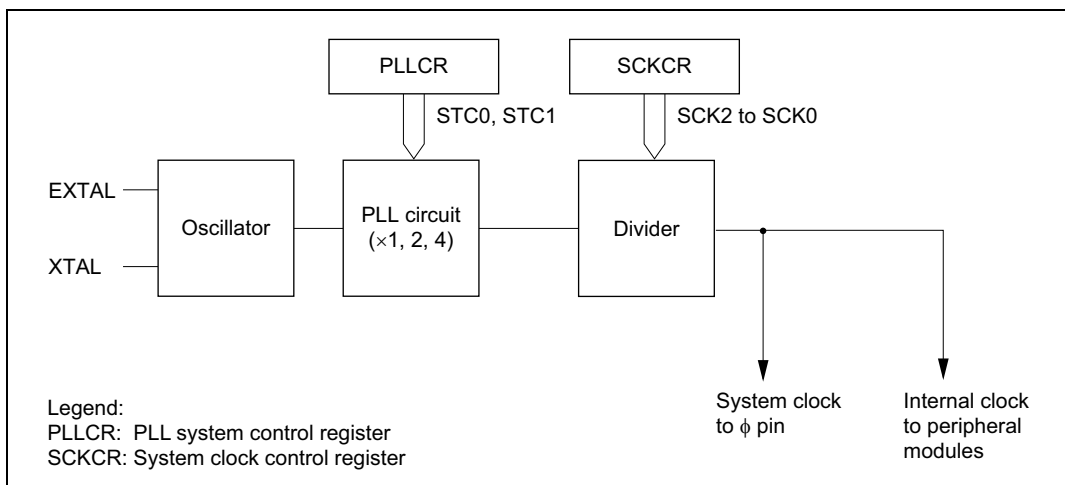 PLLCR
SCKCR
STC0, STC1
SCK2 to SCK0
EXTAL
XTAL
Oscillator
PLL circuit
(×1, 2, 4)
Divider
System clock
to ϕ pin
Internal clock
to peripheral
modules
Legend:
PLLCR: PLL system control register
SCKCR: System clock control register